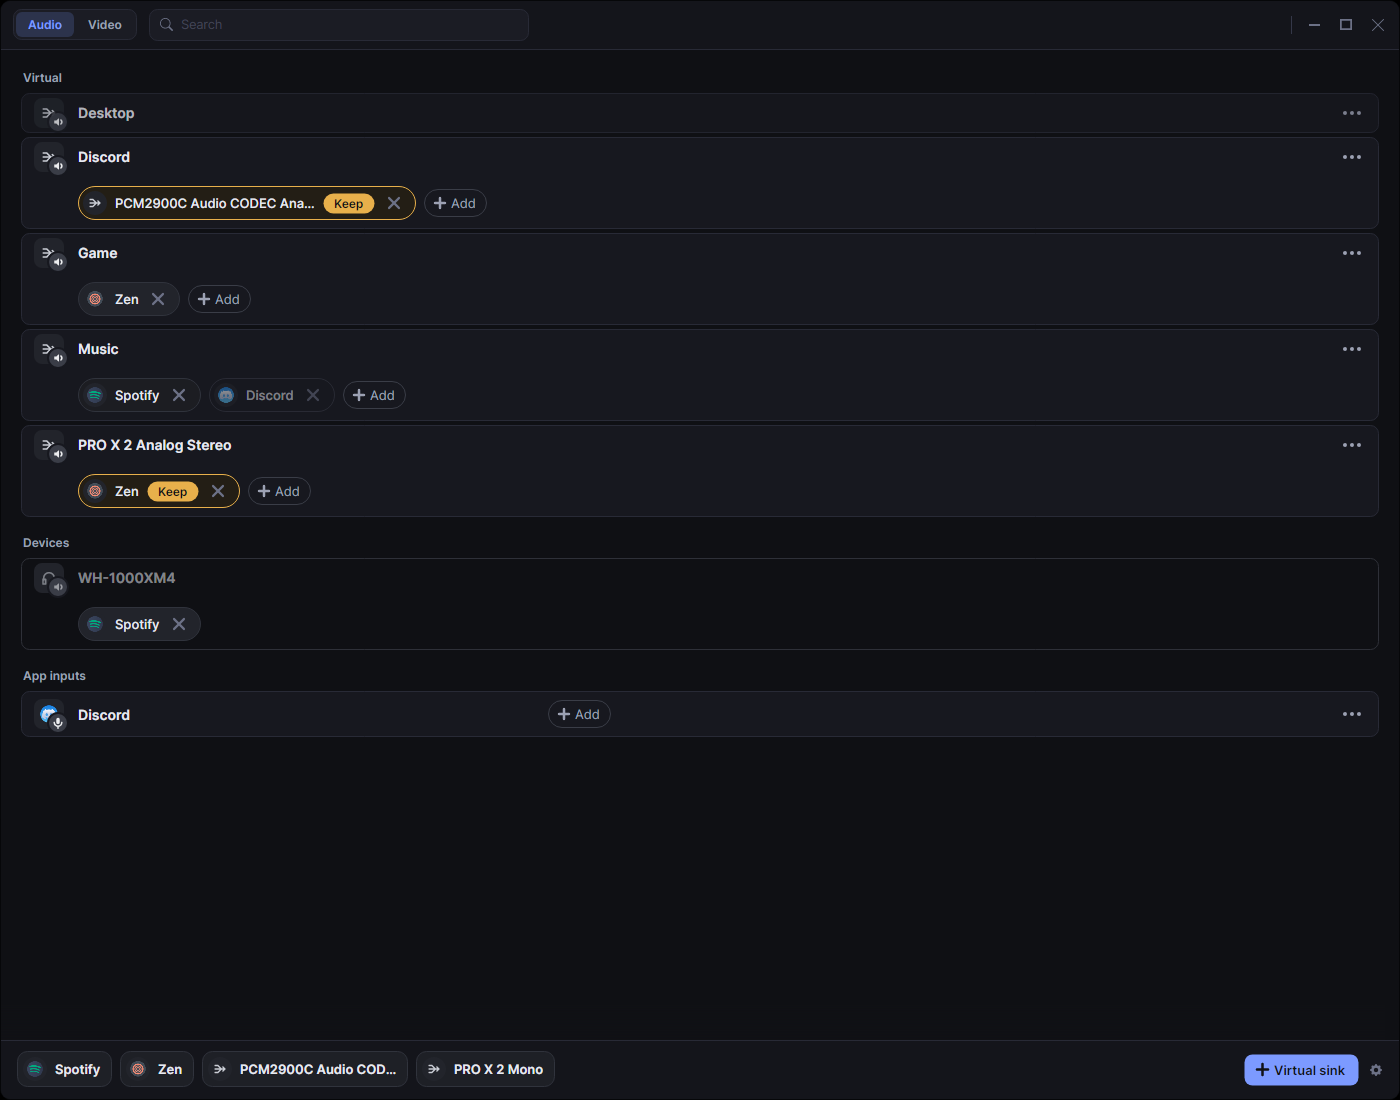 Audio Video Search
Virtual
Desktop
Discord
PCM2900C Audio CODEC Ana... Keep Add
Game
Zen Add
Music
Spotify Discord Add
PRO X 2 Analog Stereo
Zen Keep Add
Devices
WH-1000XM4
Spotify
App inputs
Discord Add
Spotify Zen PCM2900C Audio COD... PRO X 2 Mono Virtual sink